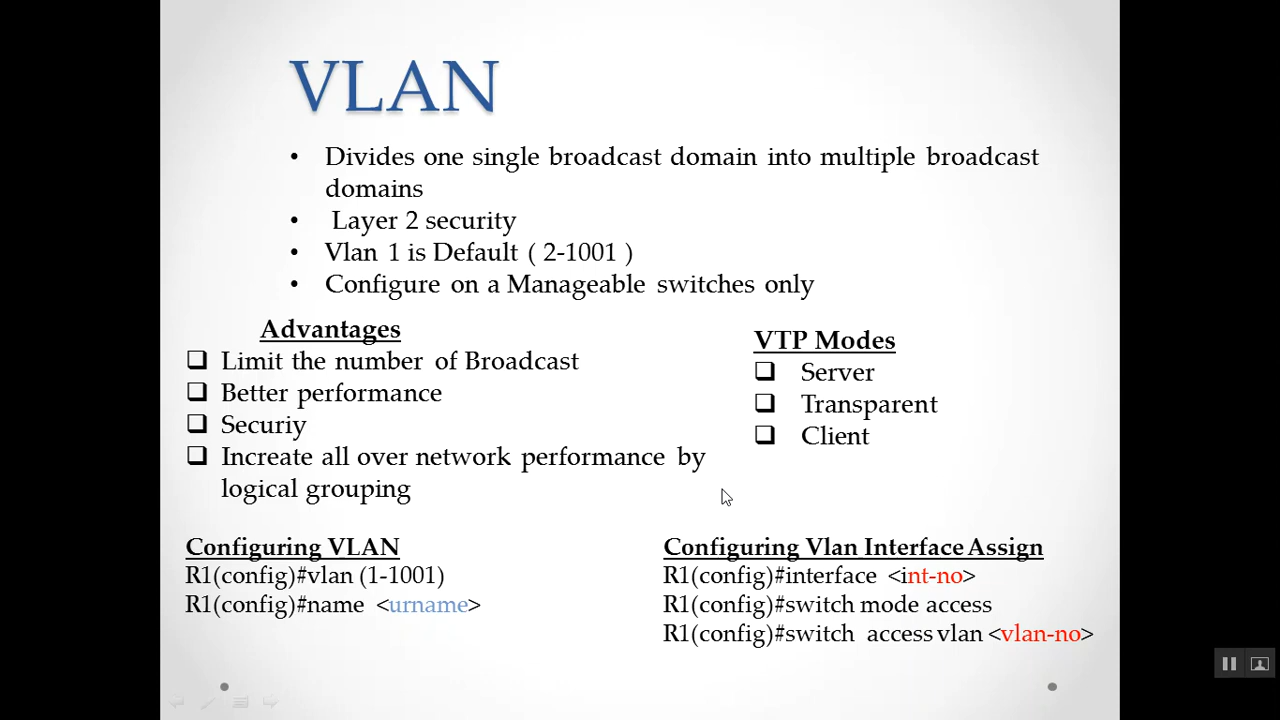 VLAN
• Divides one single broadcast domain into multiple broadcast
domains
• Layer 2 security
• Vlan 1 is Default ( 2-1001 )
• Configure on a Manageable switches only
Advantages
❑ Limit the number of Broadcast
❑ Better performance
❑ Securiy
❑ Increate all over network performance by
logical grouping
VTP Modes
❑ Server
❑ Transparent
❑ Client
Configuring VLAN
R1(config)#vlan (1-1001)
R1(config)#name <urname>
Configuring Vlan Interface Assign
R1(config)#interface <int-no>
R1(config)#switch mode access
R1(config)#switch access vlan <vlan-no>